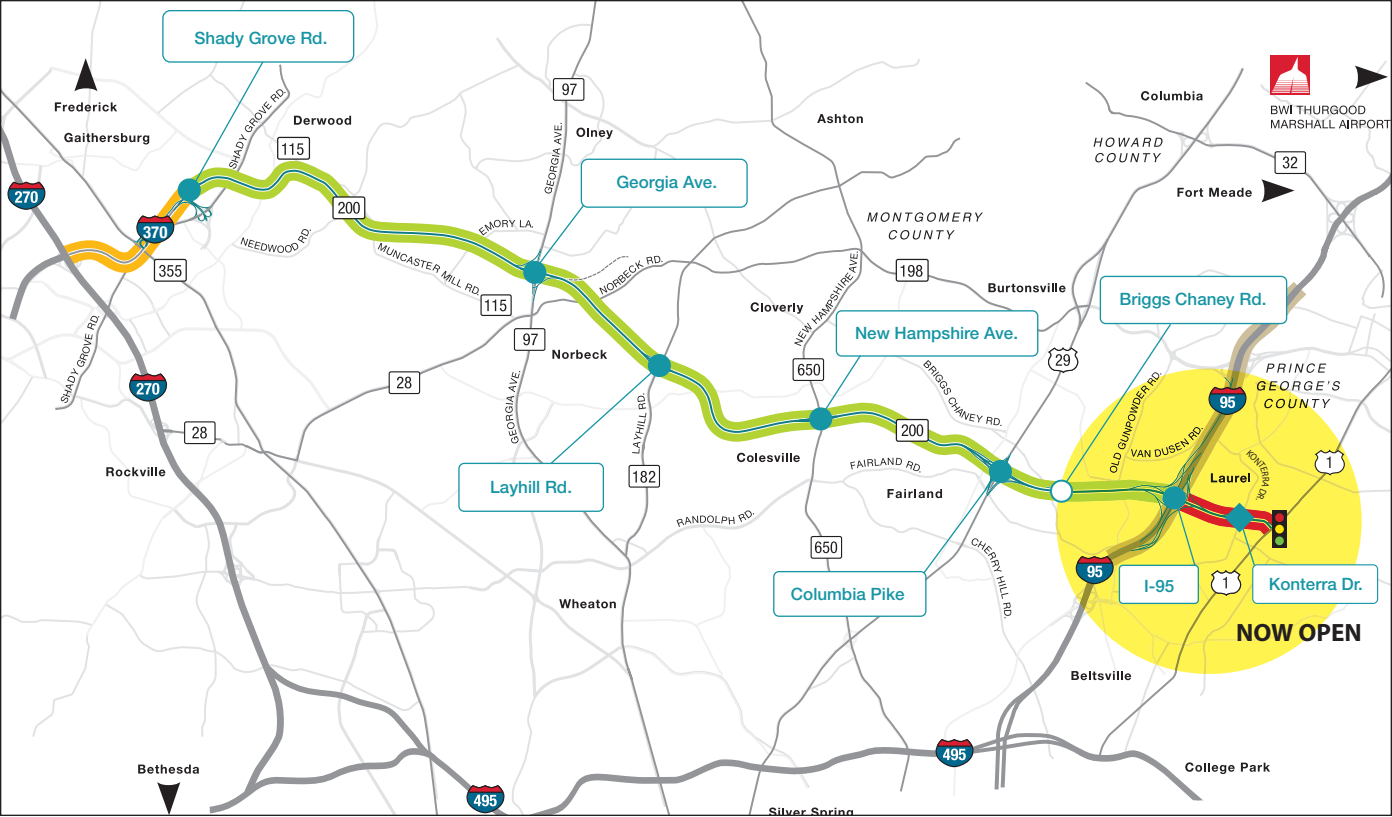 Shady Grove Rd.
Frederick
Gaithersburg
SHADY GROVE RD.
Derwood
115
97
Olney
GEORGIA AVE.
Ashton
Columbia
BWI THURGOOD
MARSHALL AIRPORT
HOWARD
COUNTY
32
Fort Meade
270
370
355
200
NEEDWOOD RD.
EMORY LA.
MUNCASTER MILL RD.
115
Georgia Ave.
NORBECK RD.
MONTGOMERY
COUNTY
198
Burtonsville
Briggs Chaney Rd.
Cloverly
NEW HAMPSHIRE AVE.
New Hampshire Ave.
97
Norbeck
SHADY GROVE RD.
270
28
28
GEORGIA AVE.
LAYHILL RD.
650
29
BRIGGS CHANEY RD.
OLD GUNPOWDER RD.
PRINCE
GEORGE'S
COUNTY
95
VAN DUSEN RD.
KONTERRA DR.
1
Rockville
Layhill Rd.
182
Colesville
200
FAIRLAND RD.
Fairland
Laurel
RANDOLPH RD.
650
CHERRY HILL RD.
Columbia Pike
95
I-95
1
Konterra Dr.
NOW OPEN
Wheaton
Beltsville
Bethesda
495
495
College Park
Silver Spring